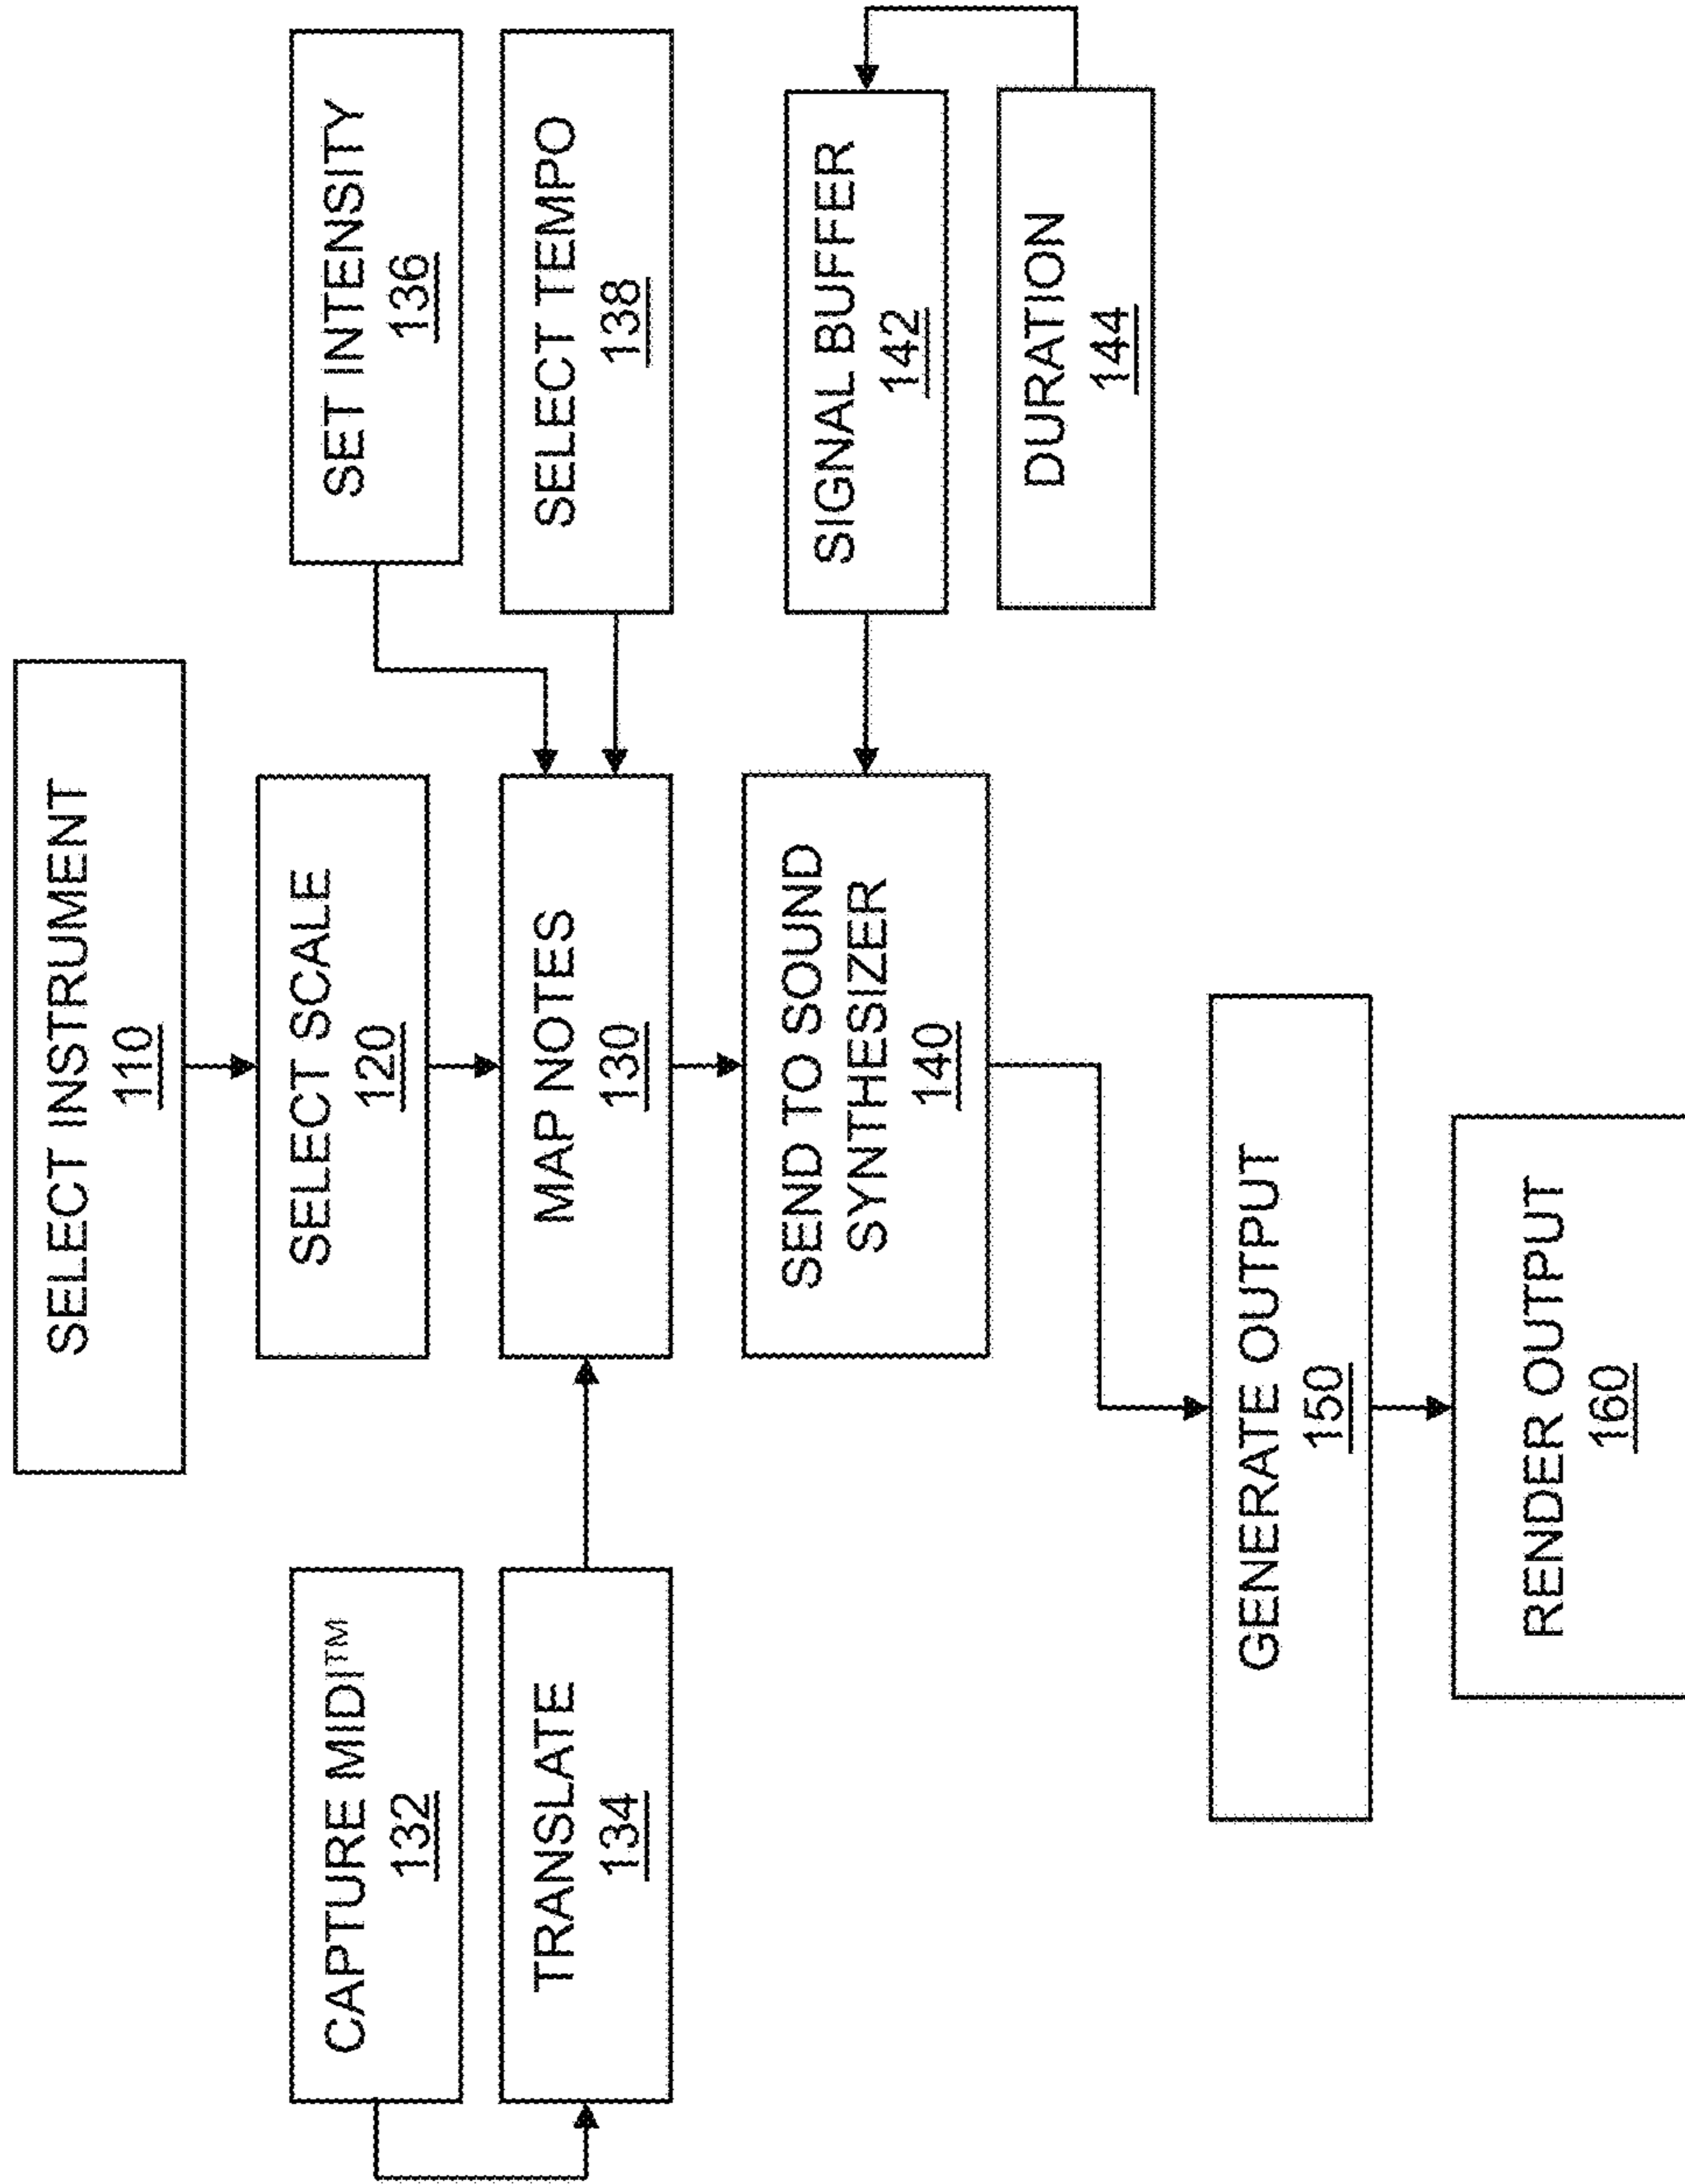 SELECT INSTRUMENT
110
SELECT SCALE
120
CAPTURE MIDI™
132
SET INTENSITY
136
TRANSLATE
134
MAP NOTES
130
SELECT TEMPO
138
SEND TO SOUND
SYNTHESIZER
140
SIGNAL BUFFER
142
DURATION
144
GENERATE OUTPUT
150
RENDER OUTPUT
160